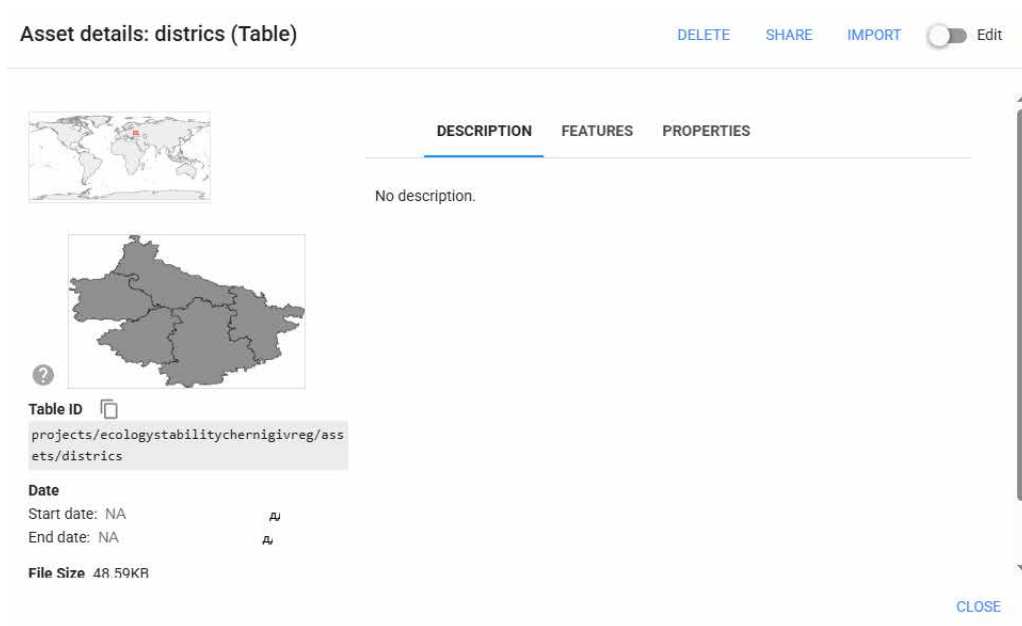 Asset details: districs (Table)
DELETE SHARE IMPORT Edit
DESCRIPTION FEATURES PROPERTIES
No description.
Table ID
projects/ecologystabilitychernigivreg/ass
ets/districs
Date
Start date: NA
End date: NA
File Size 48.59KB
CLOSE